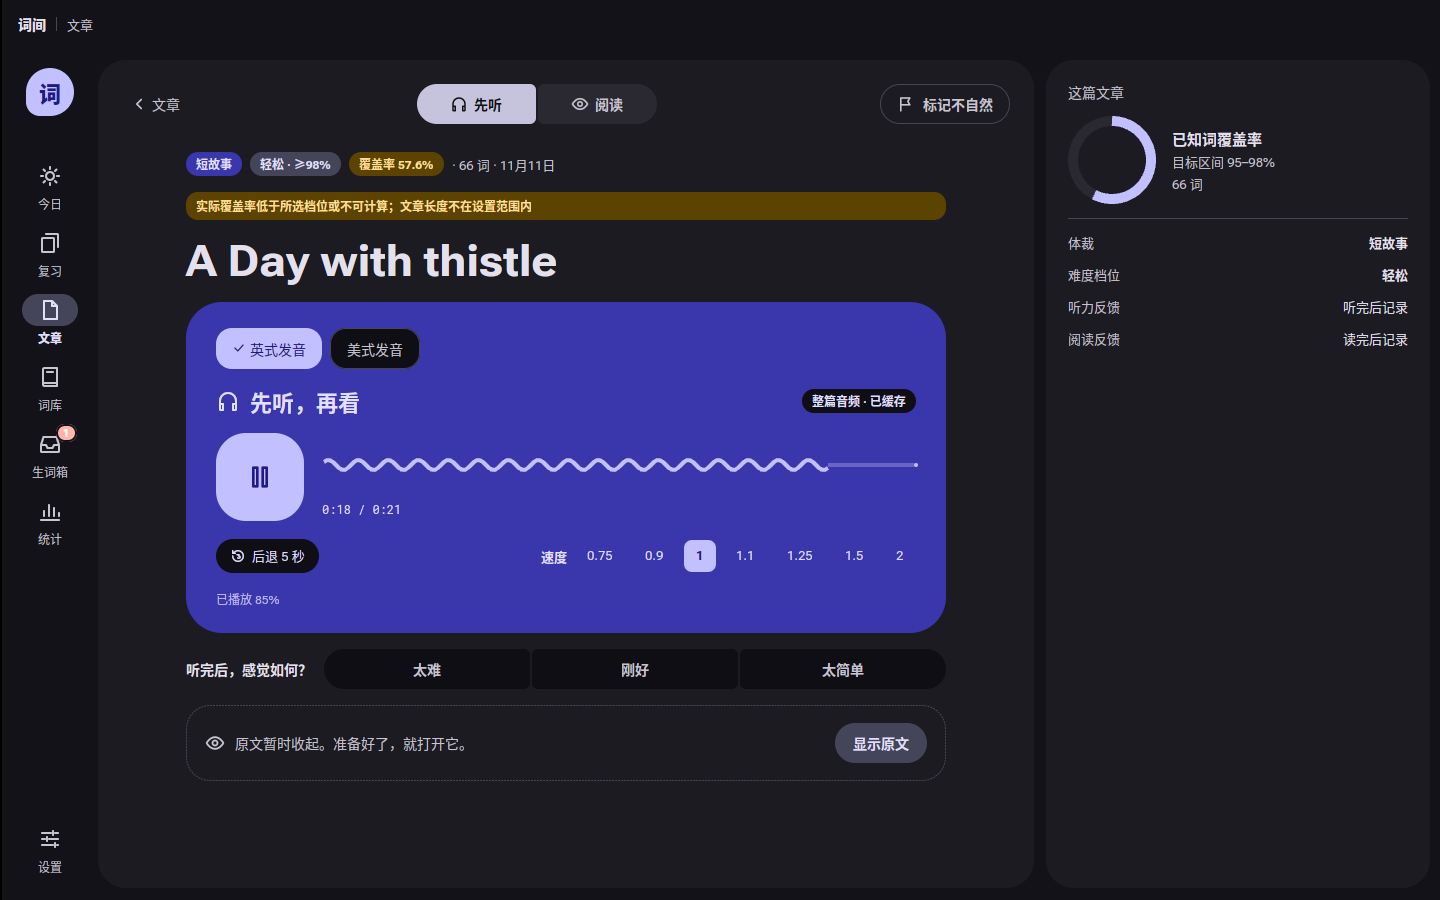 词间 文章
词
今日
复习
文章
词库
1
生词箱
统计
设置
文章
先听
阅读
标记不自然
短故事 轻松 · ≥98% 覆盖率 57.6% · 66 词 · 11月11日
实际覆盖率低于所选档位或不可计算；文章长度不在设置范围内
A Day with thistle
英式发音 美式发音
先听，再看
整篇音频 · 已缓存
0:18 / 0:21
后退 5 秒
速度 0.75 0.9 1 1.1 1.25 1.5 2
已播放 85%
听完后，感觉如何？ 太难 刚好 太简单
原文暂时收起。准备好了，就打开它。 显示原文
这篇文章
已知词覆盖率
目标区间 95–98%
66 词
体裁 短故事
难度档位 轻松
听力反馈 听完后记录
阅读反馈 读完后记录